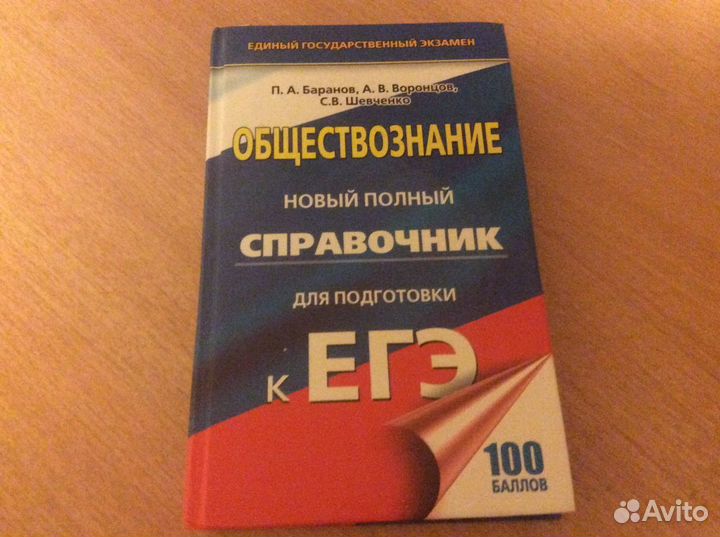 ЕДИНЫЙ ГОСУДАРСТВЕННЫЙ ЭКЗАМЕН
П. А. Баранов, А. В. Воронцов,
С.В. Шевченко
ОБЩЕСТВОЗНАНИЕ
НОВЫЙ ПОЛНЫЙ
СПРАВОЧНИК
ДЛЯ ПОДГОТОВКИ
К ЕГЭ
100
БАЛЛОВ
Avito